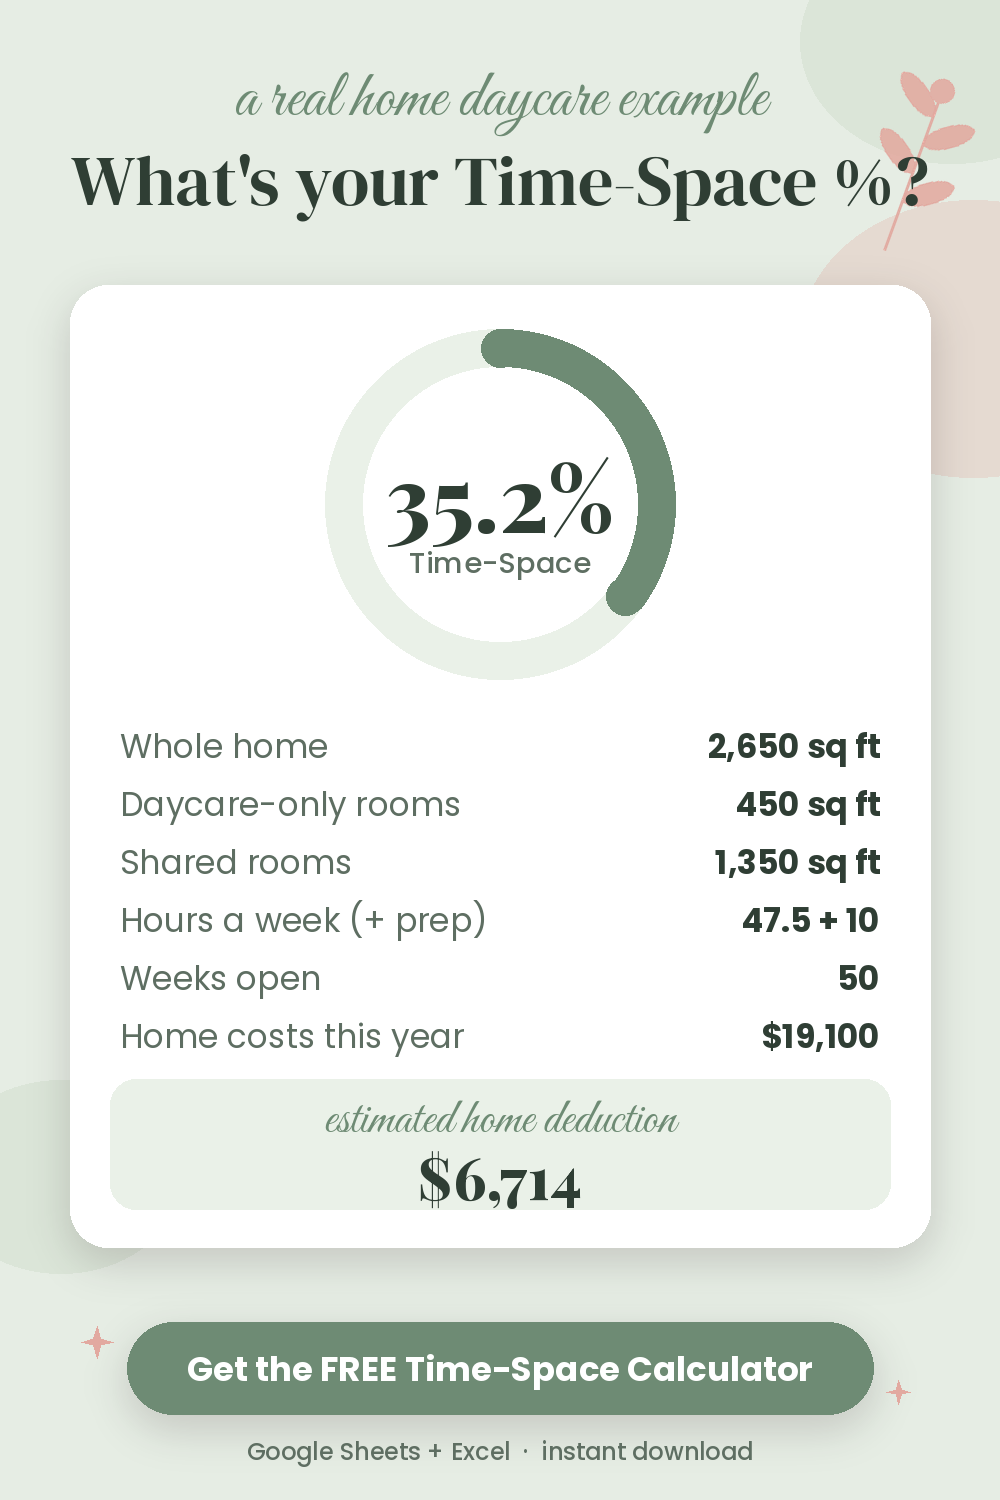 a real home daycare example
What's your Time-Space %?
35.2%
Time-Space
Whole home 2,650 sq ft
Daycare-only rooms 450 sq ft
Shared rooms 1,350 sq ft
Hours a week (+ prep) 47.5 + 10
Weeks open 50
Home costs this year $19,100
estimated home deduction
$6,714
Get the FREE Time-Space Calculator
Google Sheets + Excel · instant download